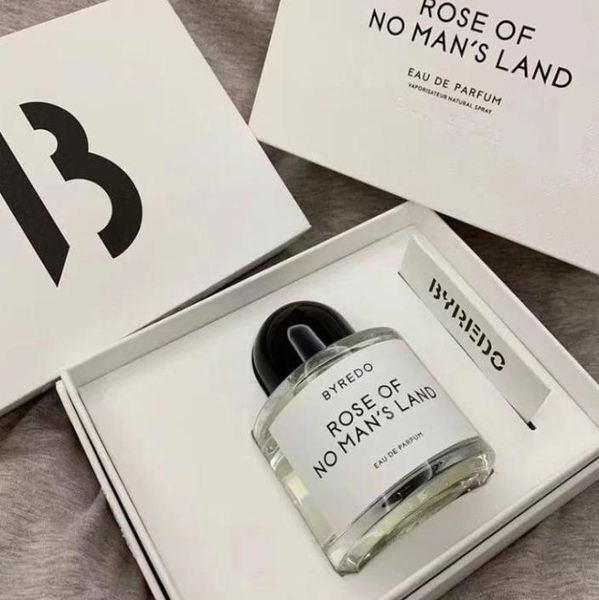 B
ROSE OF
NO MAN'S LAND
EAU DE PARFUM
VAPORISATEUR NATURAL SPRAY
BYREDO
BYREDO
ROSE OF
NO MAN'S LAND
EAU DE PARFUM